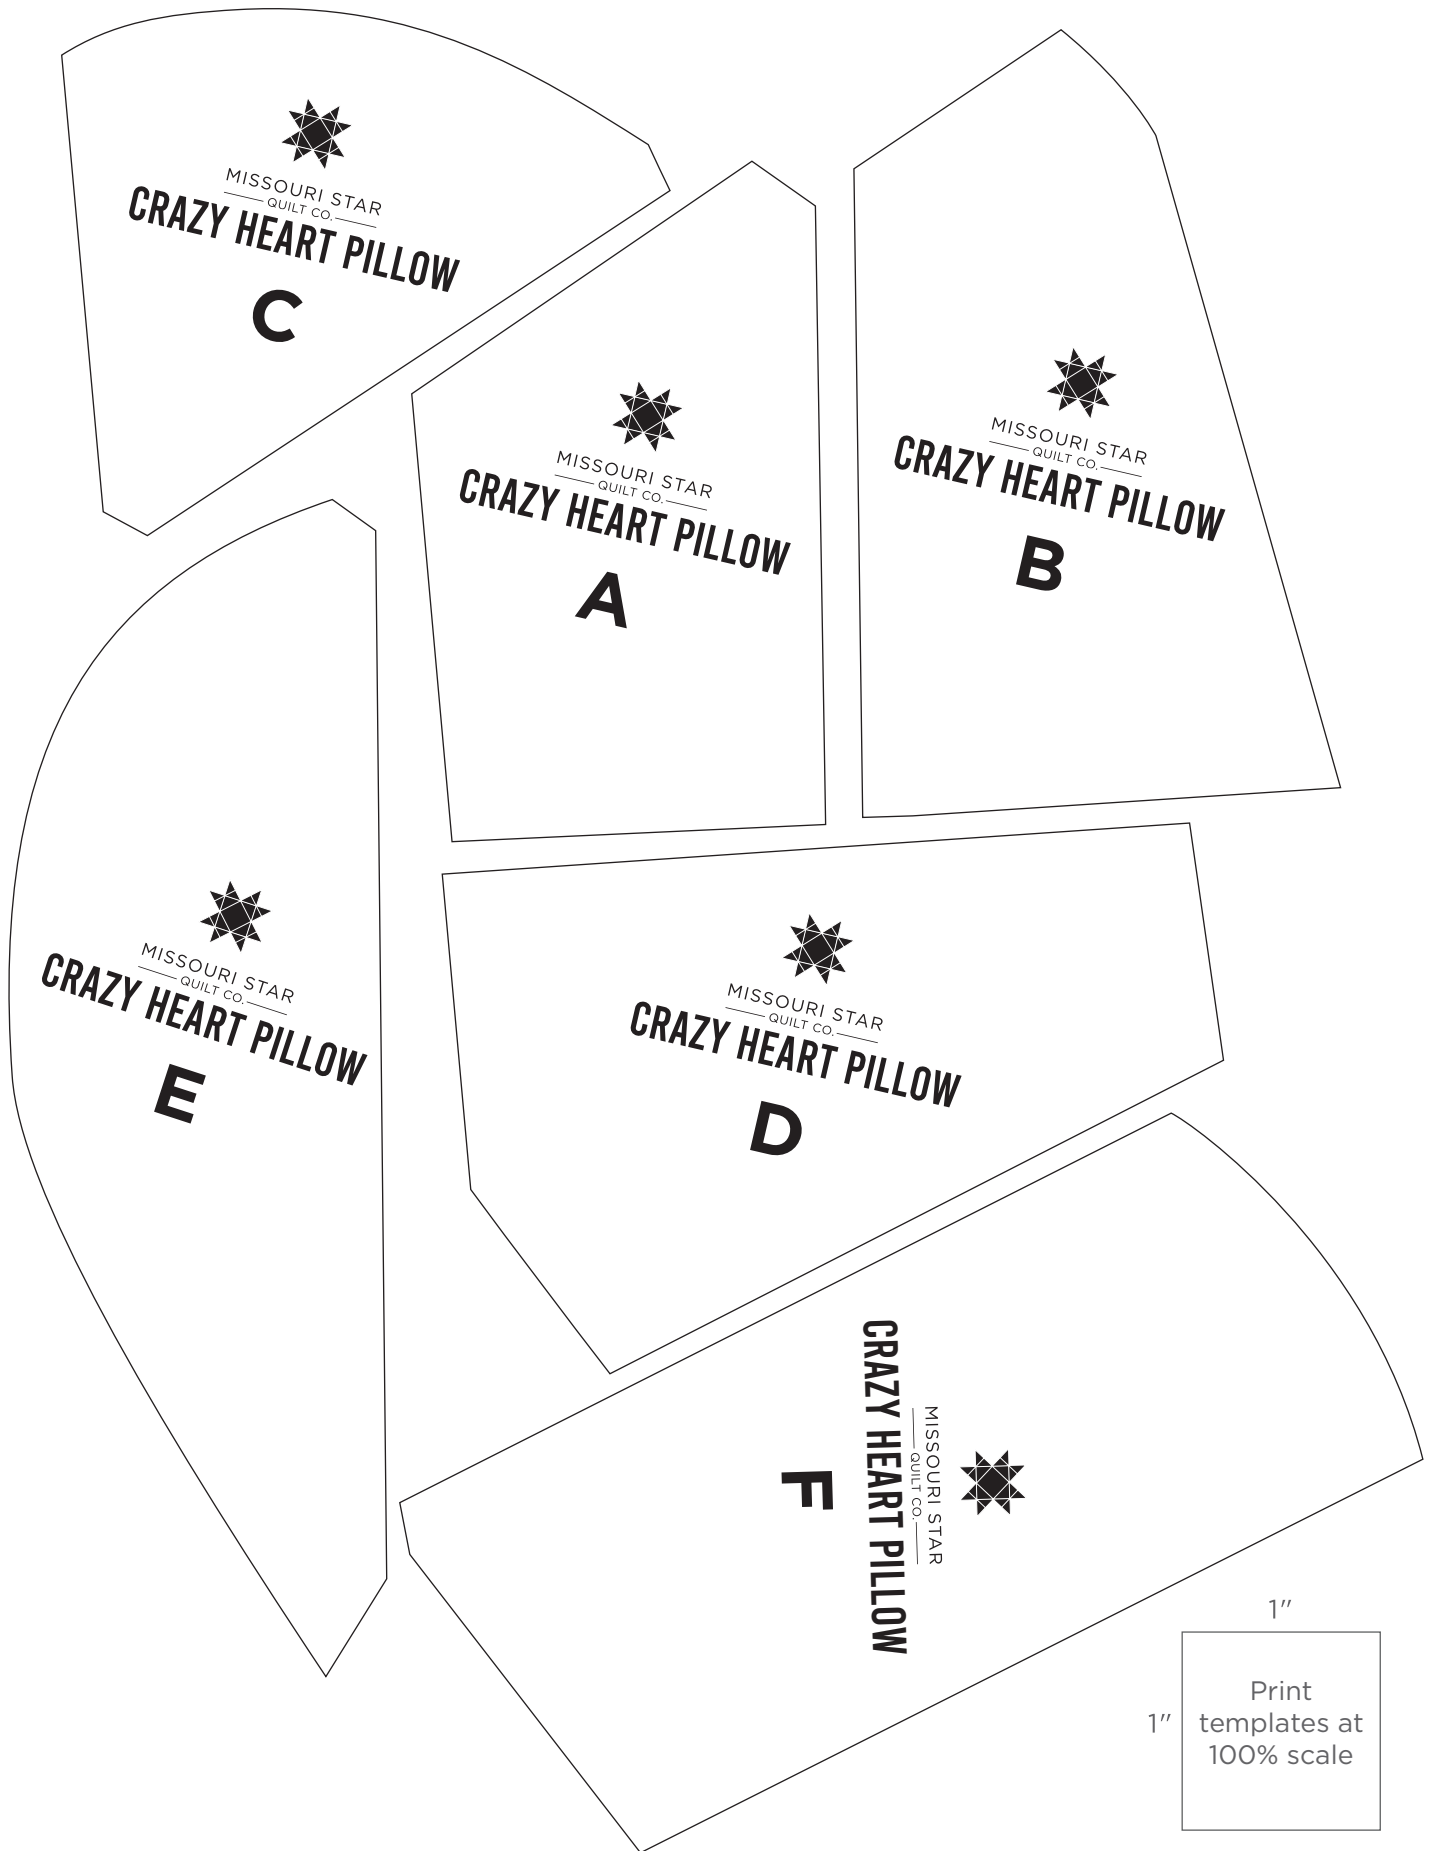 MISSOURI STAR
QUILT CO.
CRAZY HEART PILLOW
C
MISSOURI STAR
QUILT CO.
CRAZY HEART PILLOW
A
MISSOURI STAR
QUILT CO.
CRAZY HEART PILLOW
B
MISSOURI STAR
QUILT CO.
CRAZY HEART PILLOW
E
MISSOURI STAR
QUILT CO.
CRAZY HEART PILLOW
D
MISSOURI STAR
QUILT CO.
CRAZY HEART PILLOW
F
1"
1"
Print
templates at
100% scale